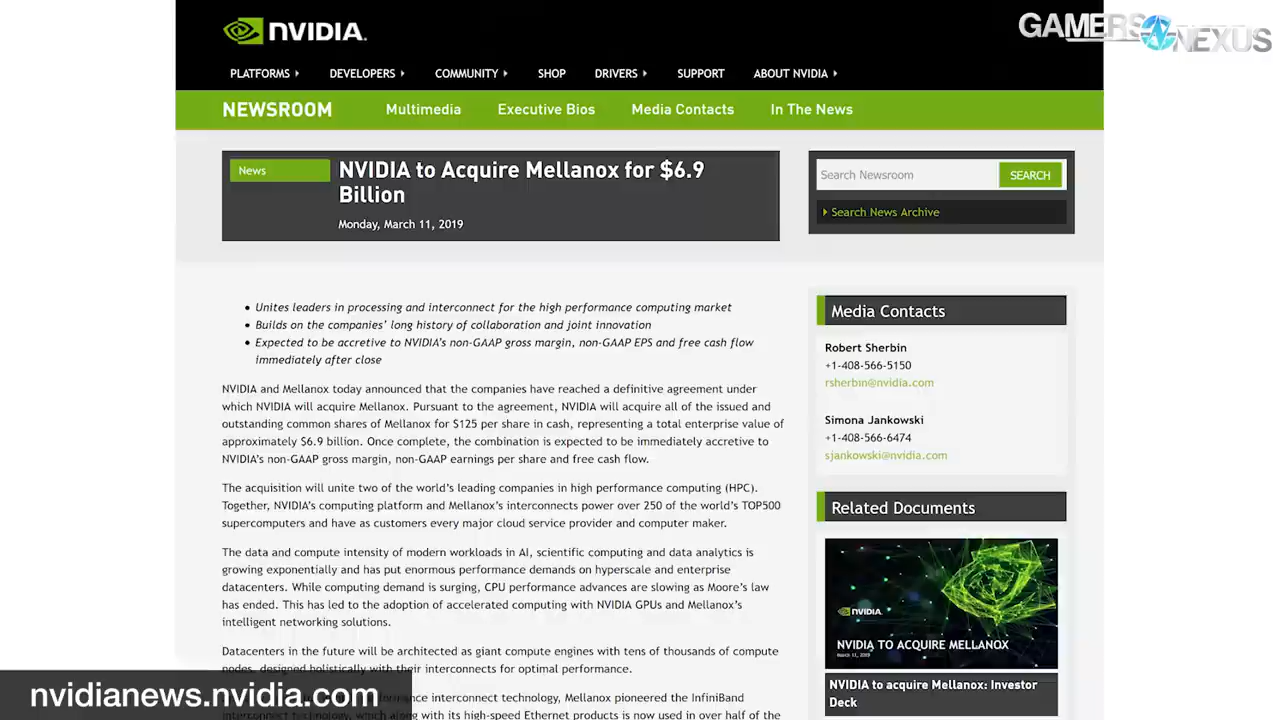 NVIDIA.
GAMERS NEXUS
PLATFORMS
DEVELOPERS
COMMUNITY
SHOP
DRIVERS
SUPPORT
ABOUT NVIDIA
NEWSROOM
Multimedia
Executive Bios
Media Contacts
In The News
News
NVIDIA to Acquire Mellanox for $6.9
Billion
Monday, March 11, 2019
Search Newsroom
SEARCH
Search News Archive
• Unites leaders in processing and interconnect for the high performance computing market
• Builds on the companies’ long history of collaboration and joint innovation
• Expected to be accretive to NVIDIA’s non-GAAP gross margin, non-GAAP EPS and free cash flow
immediately after close
NVIDIA and Mellanox today announced that the companies have reached a definitive agreement under
which NVIDIA will acquire Mellanox. Pursuant to the agreement, NVIDIA will acquire all of the issued and
outstanding common shares of Mellanox for $125 per share in cash, representing a total enterprise value of
approximately $6.9 billion. Once complete, the combination is expected to be immediately accretive to
NVIDIA’s non-GAAP gross margin, non-GAAP earnings per share and free cash flow.
The acquisition will unite two of the world’s leading companies in high performance computing (HPC).
Together, NVIDIA’s computing platform and Mellanox’s interconnects power over 250 of the world’s TOP500
supercomputers and have as customers every major cloud service provider and computer maker.
The data and compute intensity of modern workloads in AI, scientific computing and data analytics is
growing exponentially and has put enormous performance demands on hyperscale and enterprise
datacenters. While computing demand is surging, CPU performance advances are slowing as Moore’s law
has ended. This has led to the adoption of accelerated computing with NVIDIA GPUs and Mellanox’s
intelligent networking solutions.
Datacenters in the future will be architected as giant compute engines with tens of thousands of compute
nodes, designed holistically with their interconnects for optimal performance.
interconnect technology, Mellanox pioneered the InfiniBand
interconnect technology, which along with its high-speed Ethernet products is now used in over half of the
Media Contacts
Robert Sherbin
+1-408-566-5150
rsherbin@nvidia.com
Simona Jankowski
+1-408-566-6474
sjankowski@nvidia.com
Related Documents
NVIDIA.
NVIDIA TO ACQUIRE MELLANOX
March 11, 2019
NVIDIA to acquire Mellanox: Investor
Deck
nvidianews.nvidia.com